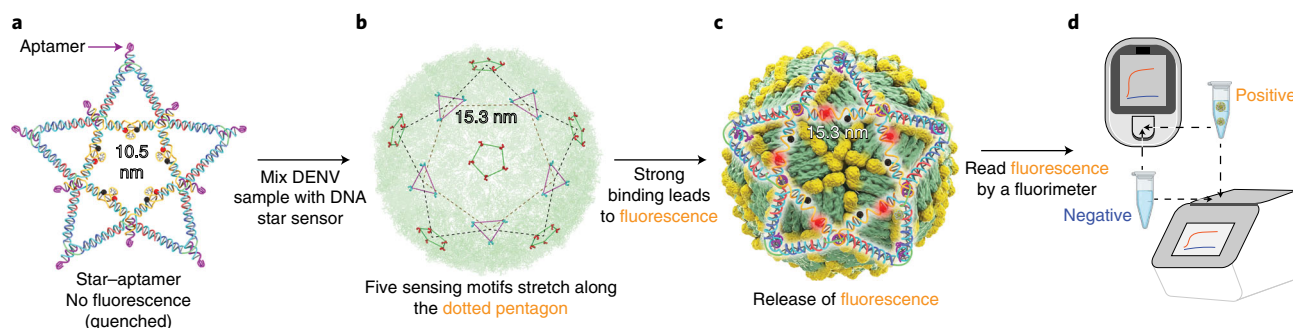 a
Aptamer
10.5
nm
Star–aptamer
No fluorescence
(quenched)
Mix DENV
sample with DNA
star sensor
b
15.3 nm
Five sensing motifs stretch along
the dotted pentagon
Strong
binding leads
to fluorescence
c
15.3 nm
Release of fluorescence
Read fluorescence
by a fluorimeter
d
Positive
Negative